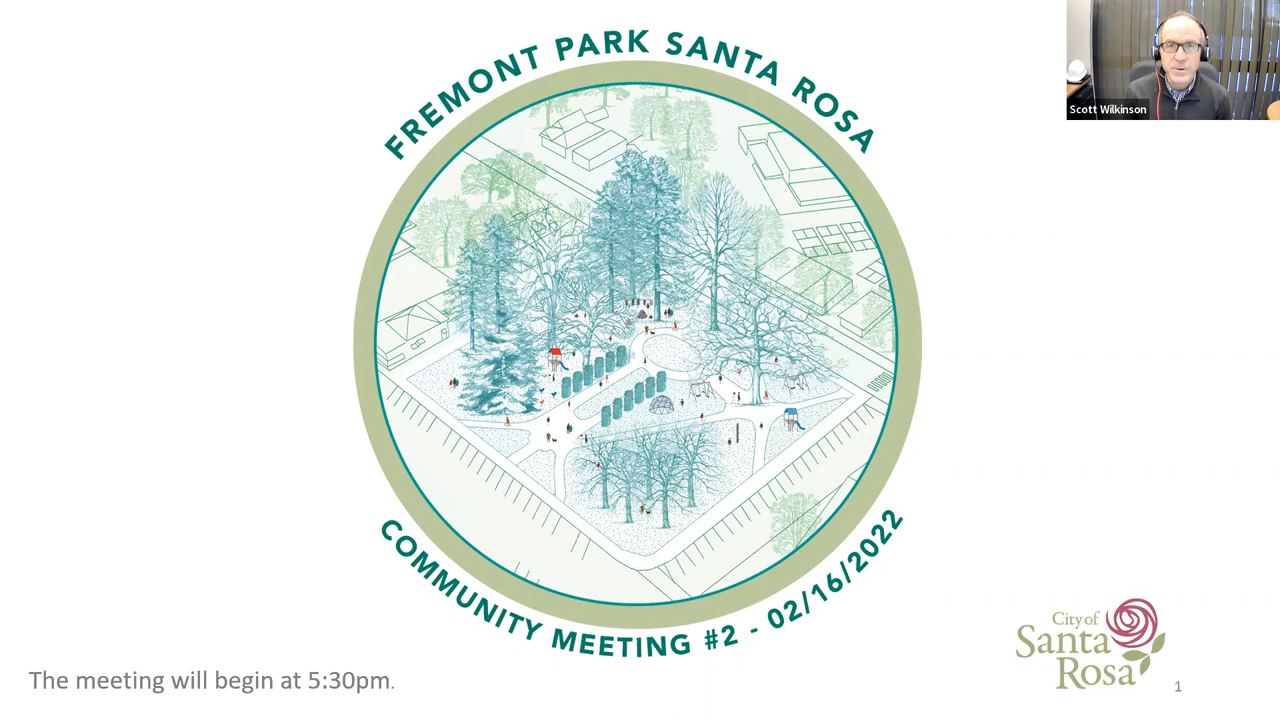 FREMONT PARK SANTA ROSA
Scott Wilkinson
COMMUNITY MEETING #2 - 02/16/2022
City of
Santa
Rosa
The meeting will begin at 5:30pm.
1